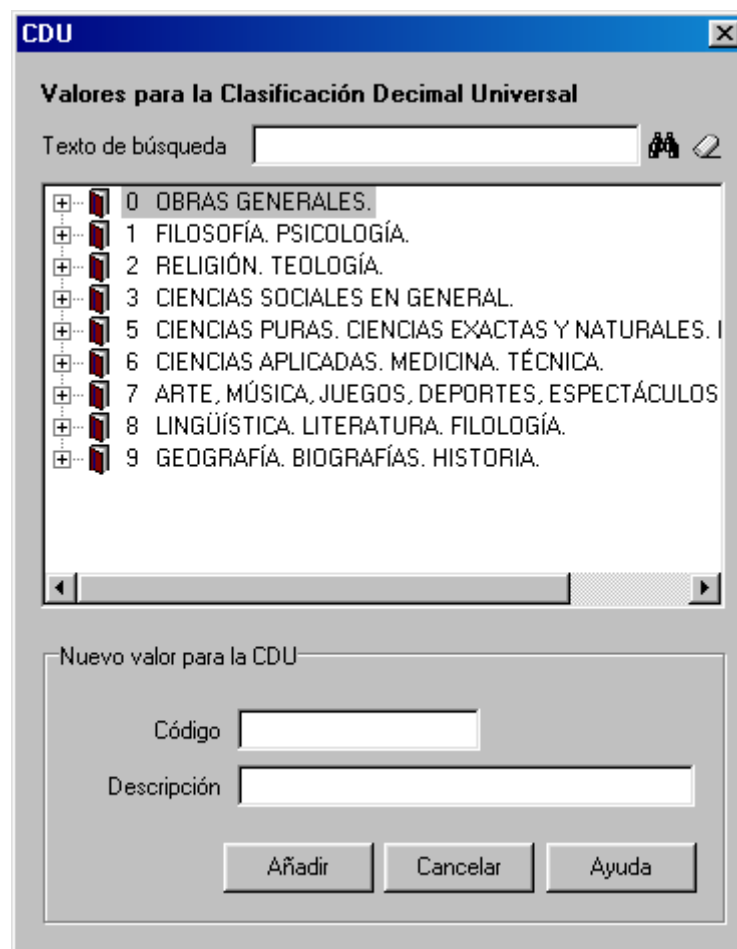 CDU
Valores para la Clasificación Decimal Universal
Texto de búsqueda
0 OBRAS GENERALES.
1 FILOSOFÍA. PSICOLOGÍA.
2 RELIGIÓN. TEOLOGÍA.
3 CIENCIAS SOCIALES EN GENERAL.
5 CIENCIAS PURAS. CIENCIAS EXACTAS Y NATURALES.
6 CIENCIAS APLICADAS. MEDICINA. TÉCNICA.
7 ARTE, MÚSICA, JUEGOS, DEPORTES, ESPECTÁCULOS
8 LINGÜÍSTICA. LITERATURA. FILOLOGÍA.
9 GEOGRAFÍA. BIOGRAFÍAS. HISTORIA.
Nuevo valor para la CDU
Código
Descripción
Añadir Cancelar Ayuda